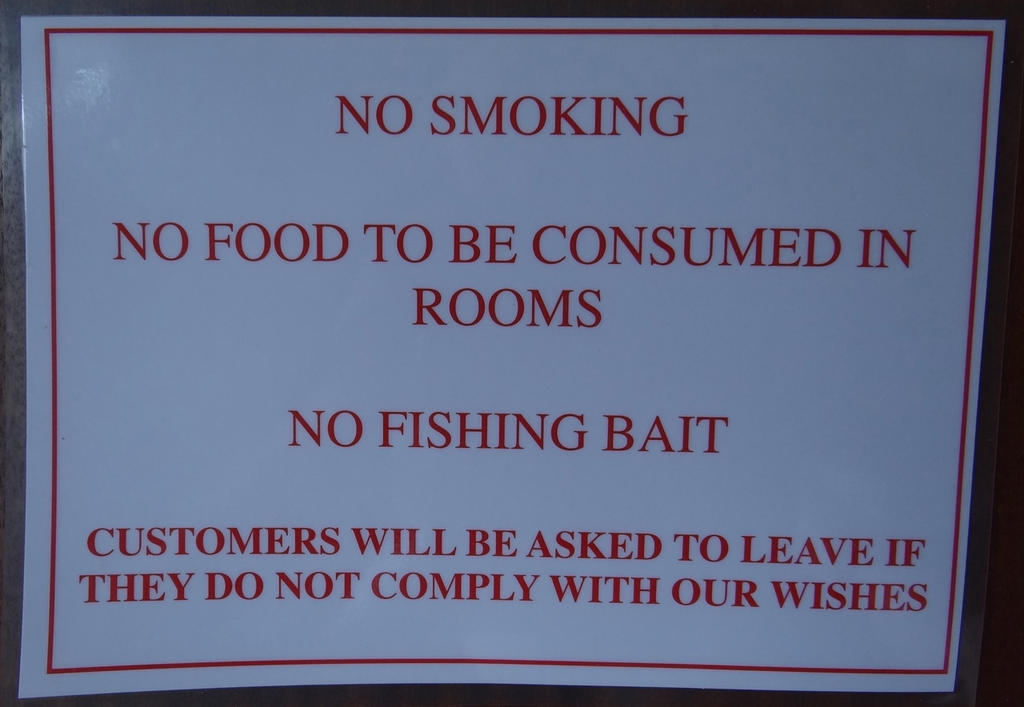 NO SMOKING
NO FOOD TO BE CONSUMED IN
ROOMS
NO FISHING BAIT
CUSTOMERS WILL BE ASKED TO LEAVE IF
THEY DO NOT COMPLY WITH OUR WISHES